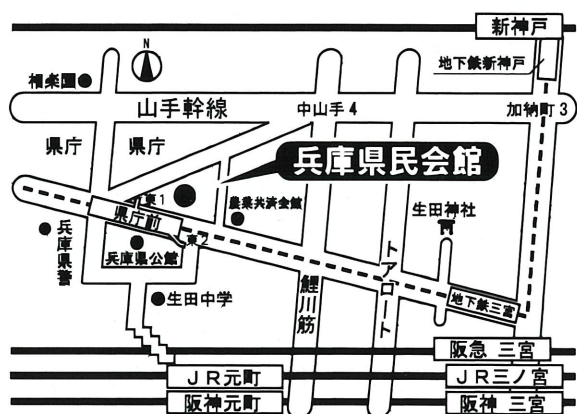 新神戸
地下鉄新神戸
N
相楽園
山手幹線
中山手4
加納町3
県庁
県庁
兵庫県民会館
東1
農業共済会館
生田神社
県庁前
東2
兵庫県公館
兵庫県警
生田中学
鯉川筋
トアロード
地下鉄三宮
阪急 三宮
JR元町
JR三ノ宮
阪神元町
阪神 三宮